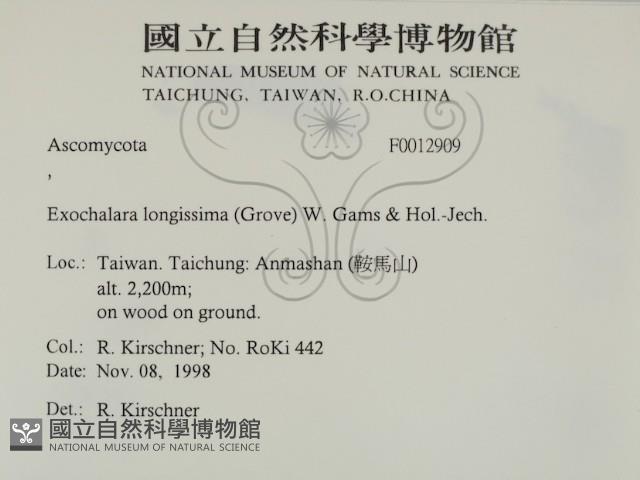 國立自然科學博物館
NATIONAL MUSEUM OF NATURAL SCIENCE
TAICHUNG, TAIWAN, R.O.CHINA
Ascomycota F0012909
,
Exochalara longissima (Grove) W. Gams & Hol.-Jech.
Loc.: Taiwan. Taichung: Anmashan (鞍馬山)
alt. 2,200m;
on wood on ground.
Col.: R. Kirschner; No. RoKi 442
Date: Nov. 08, 1998
Det.: R. Kirschner
國立自然科學博物館
NATIONAL MUSEUM OF NATURAL SCIENCE